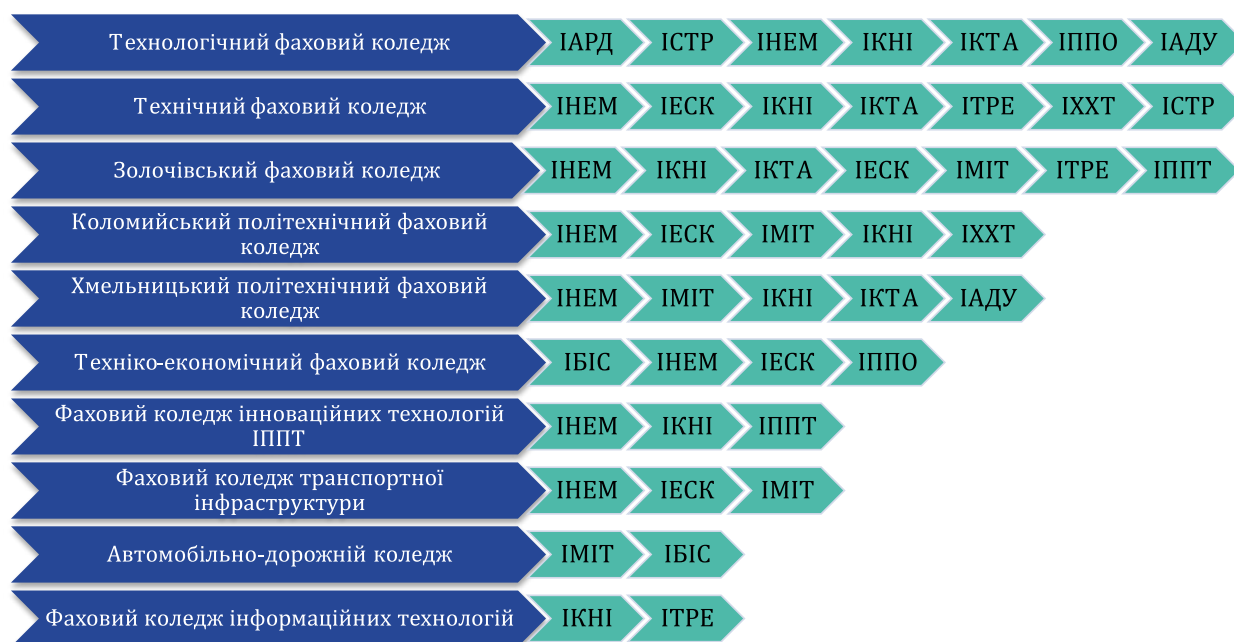 Технологічний фаховий коледж ІАРД ІСТР ІНЕМ ІКНІ ІКТА ІППО ІАДУ
Технічний фаховий коледж ІНЕМ ІЕСК ІКНІ ІКТА ІТРЕ ІХХТ ІСТР
Золочівський фаховий коледж ІНЕМ ІКНІ ІКТА ІЕСК ІМІТ ІТРЕ ІППТ
Коломийський політехнічний фаховий
коледж ІНЕМ ІЕСК ІМІТ ІКНІ ІХХТ
Хмельницький політехнічний фаховий
коледж ІНЕМ ІМІТ ІКНІ ІКТА ІАДУ
Техніко-економічний фаховий коледж ІБІС ІНЕМ ІЕСК ІППО
Фаховий коледж інноваційних технологій
ІППТ ІНЕМ ІКНІ ІППТ
Фаховий коледж транспортної
інфраструктури ІНЕМ ІЕСК ІМІТ
Автомобільно-дорожній коледж ІМІТ ІБІС
Фаховий коледж інформаційних технологій ІКНІ ІТРЕ